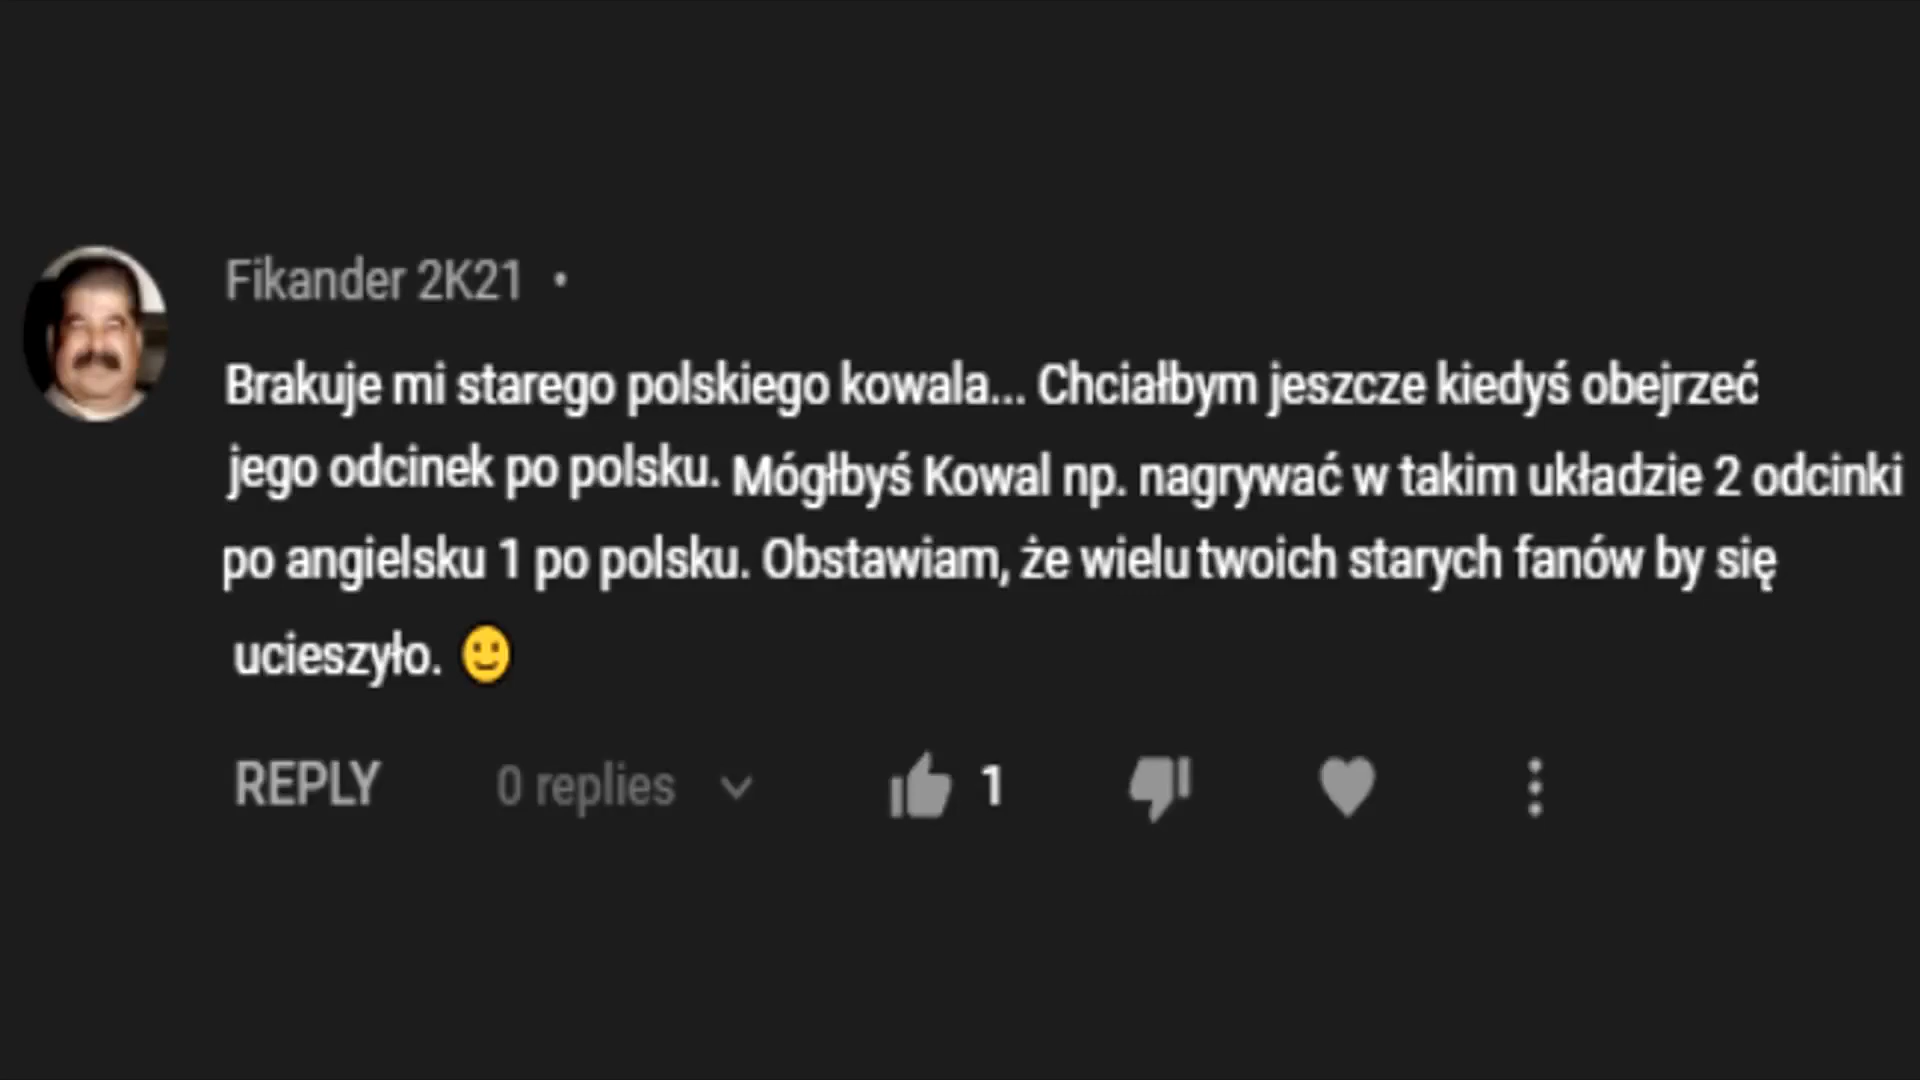 Fikander 2K21 •
Brakuje mi starego polskiego kowala... Chciałbym jeszcze kiedyś obejrzeć
jego odcinek po polsku. Mógłbyś Kowal np. nagrywać w takim układzie 2 odcinki
po angielsku 1 po polsku. Obstawiam, że wielu twoich starych fanów by się
ucieszyło. 🙂
REPLY 0 replies 1